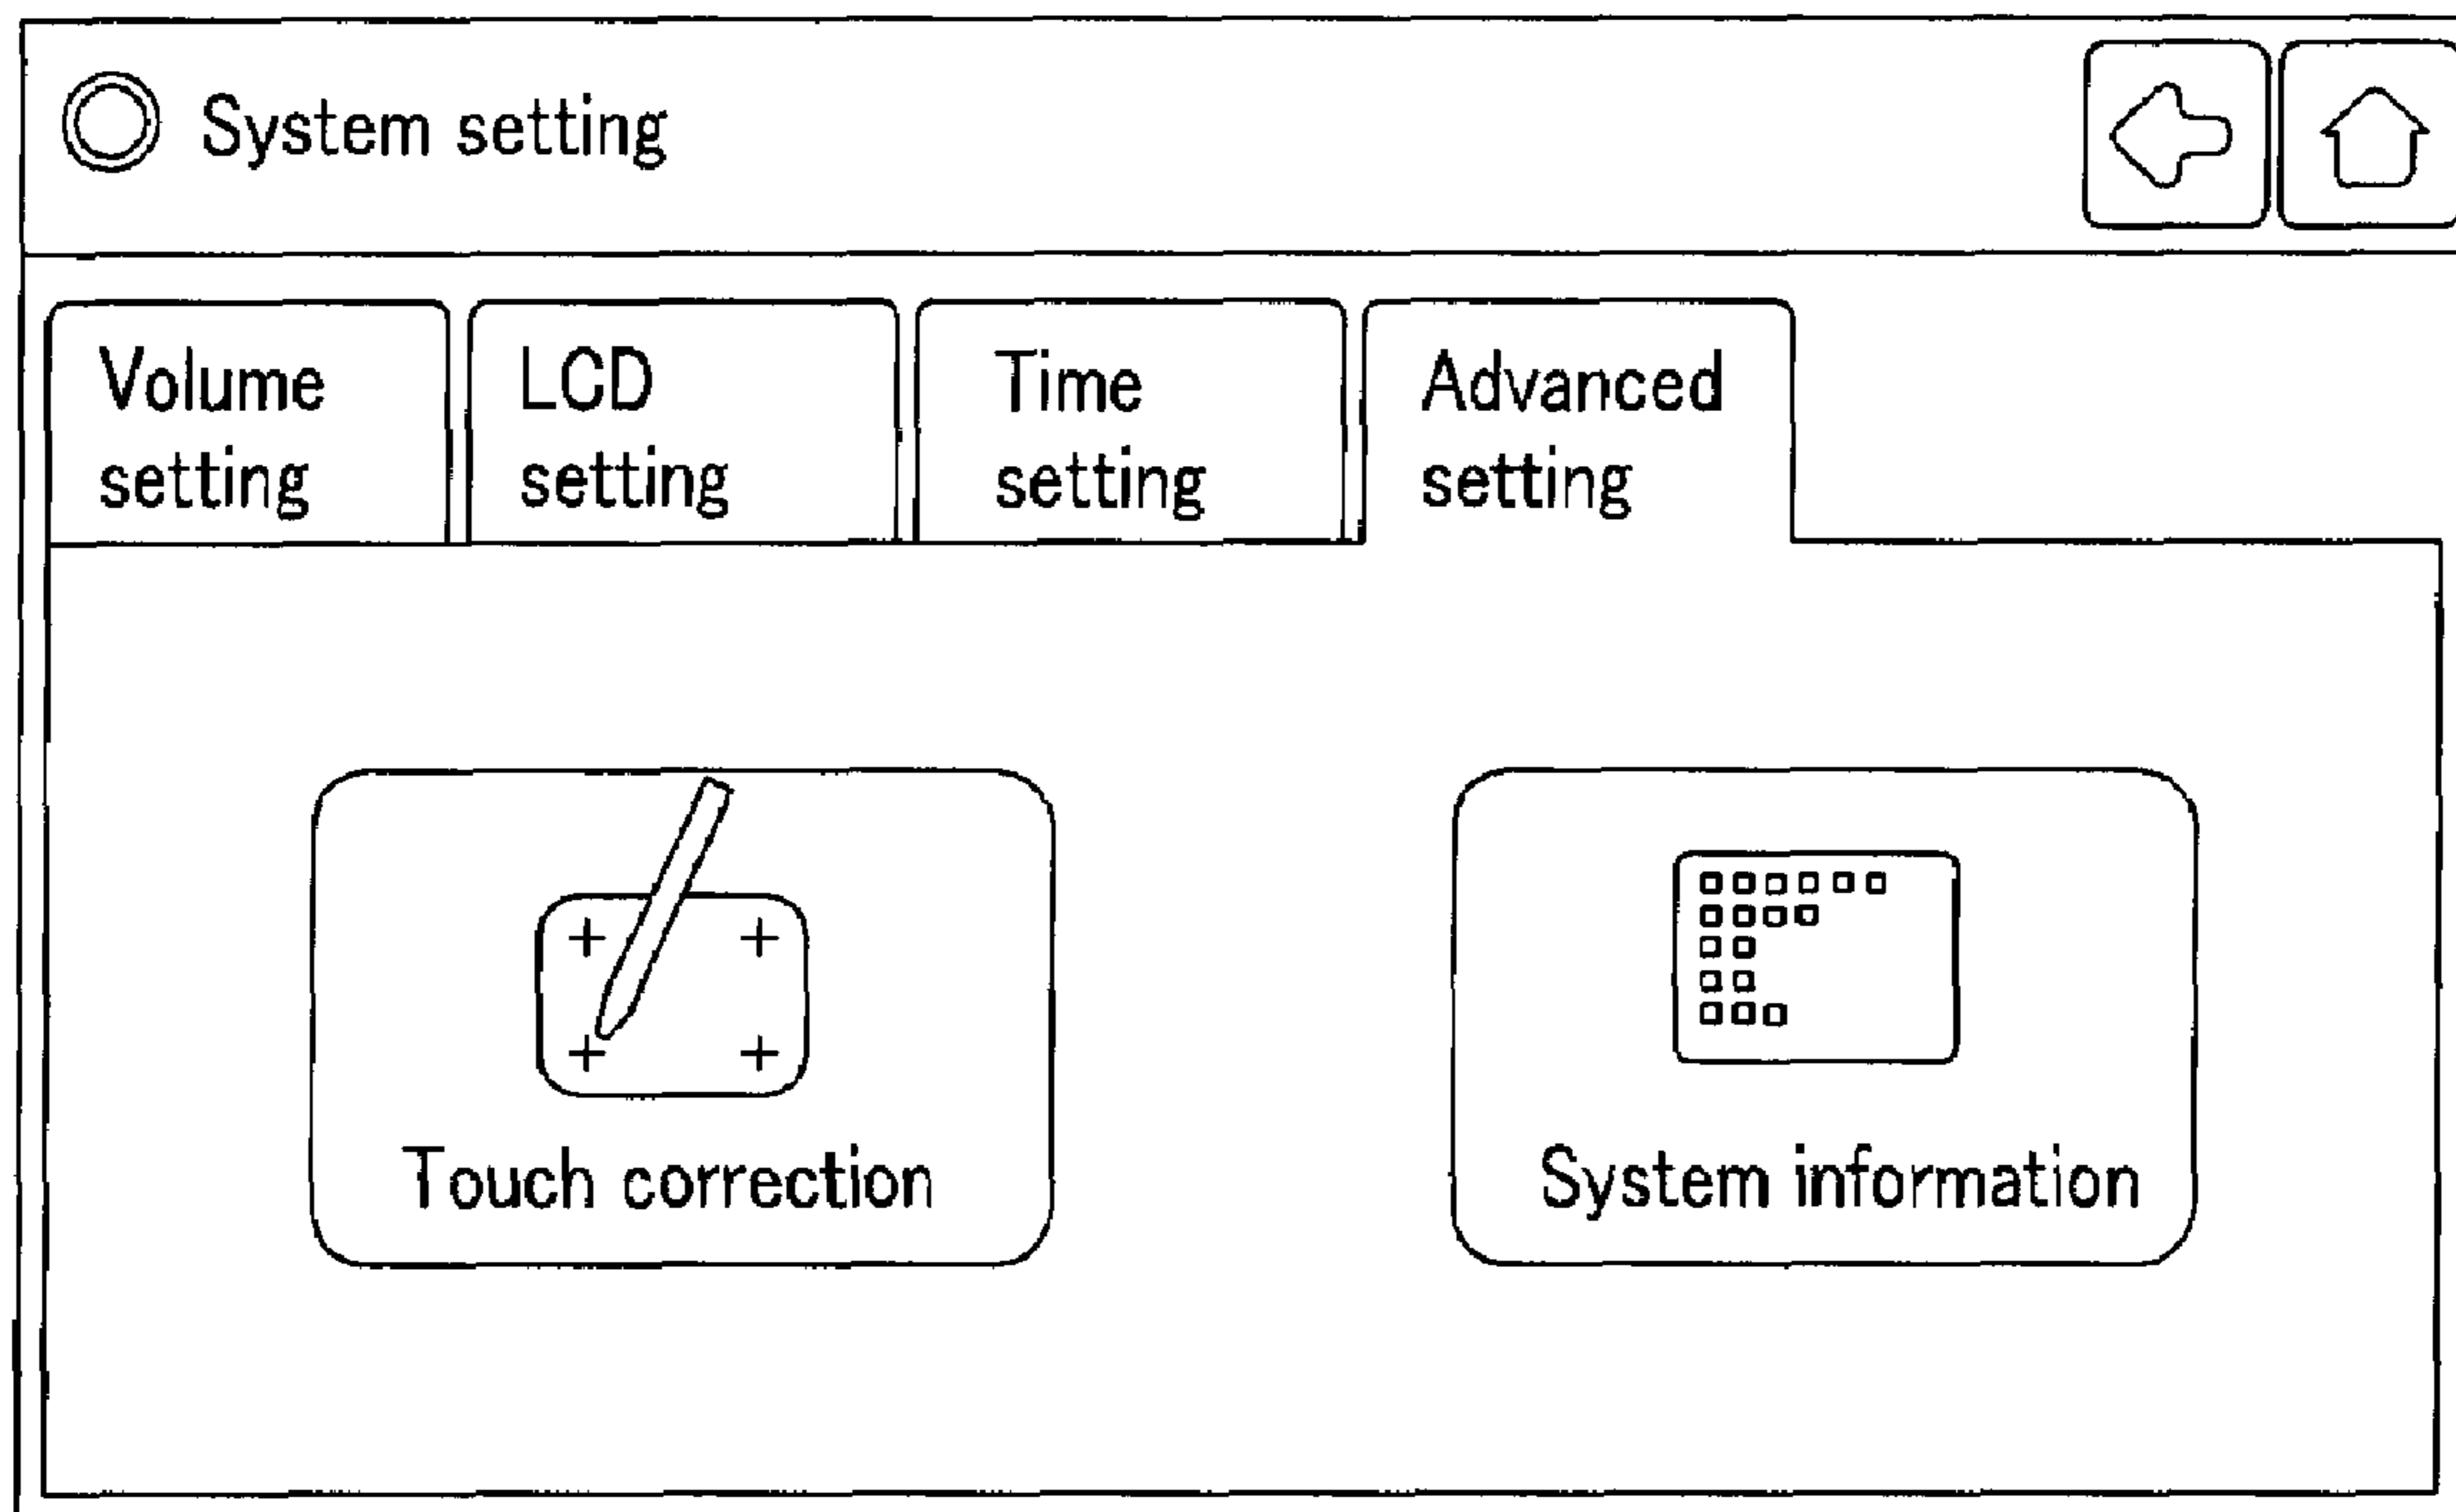 System setting
Volume
setting
LCD
setting
Time
setting
Advanced
setting
Touch correction
System information